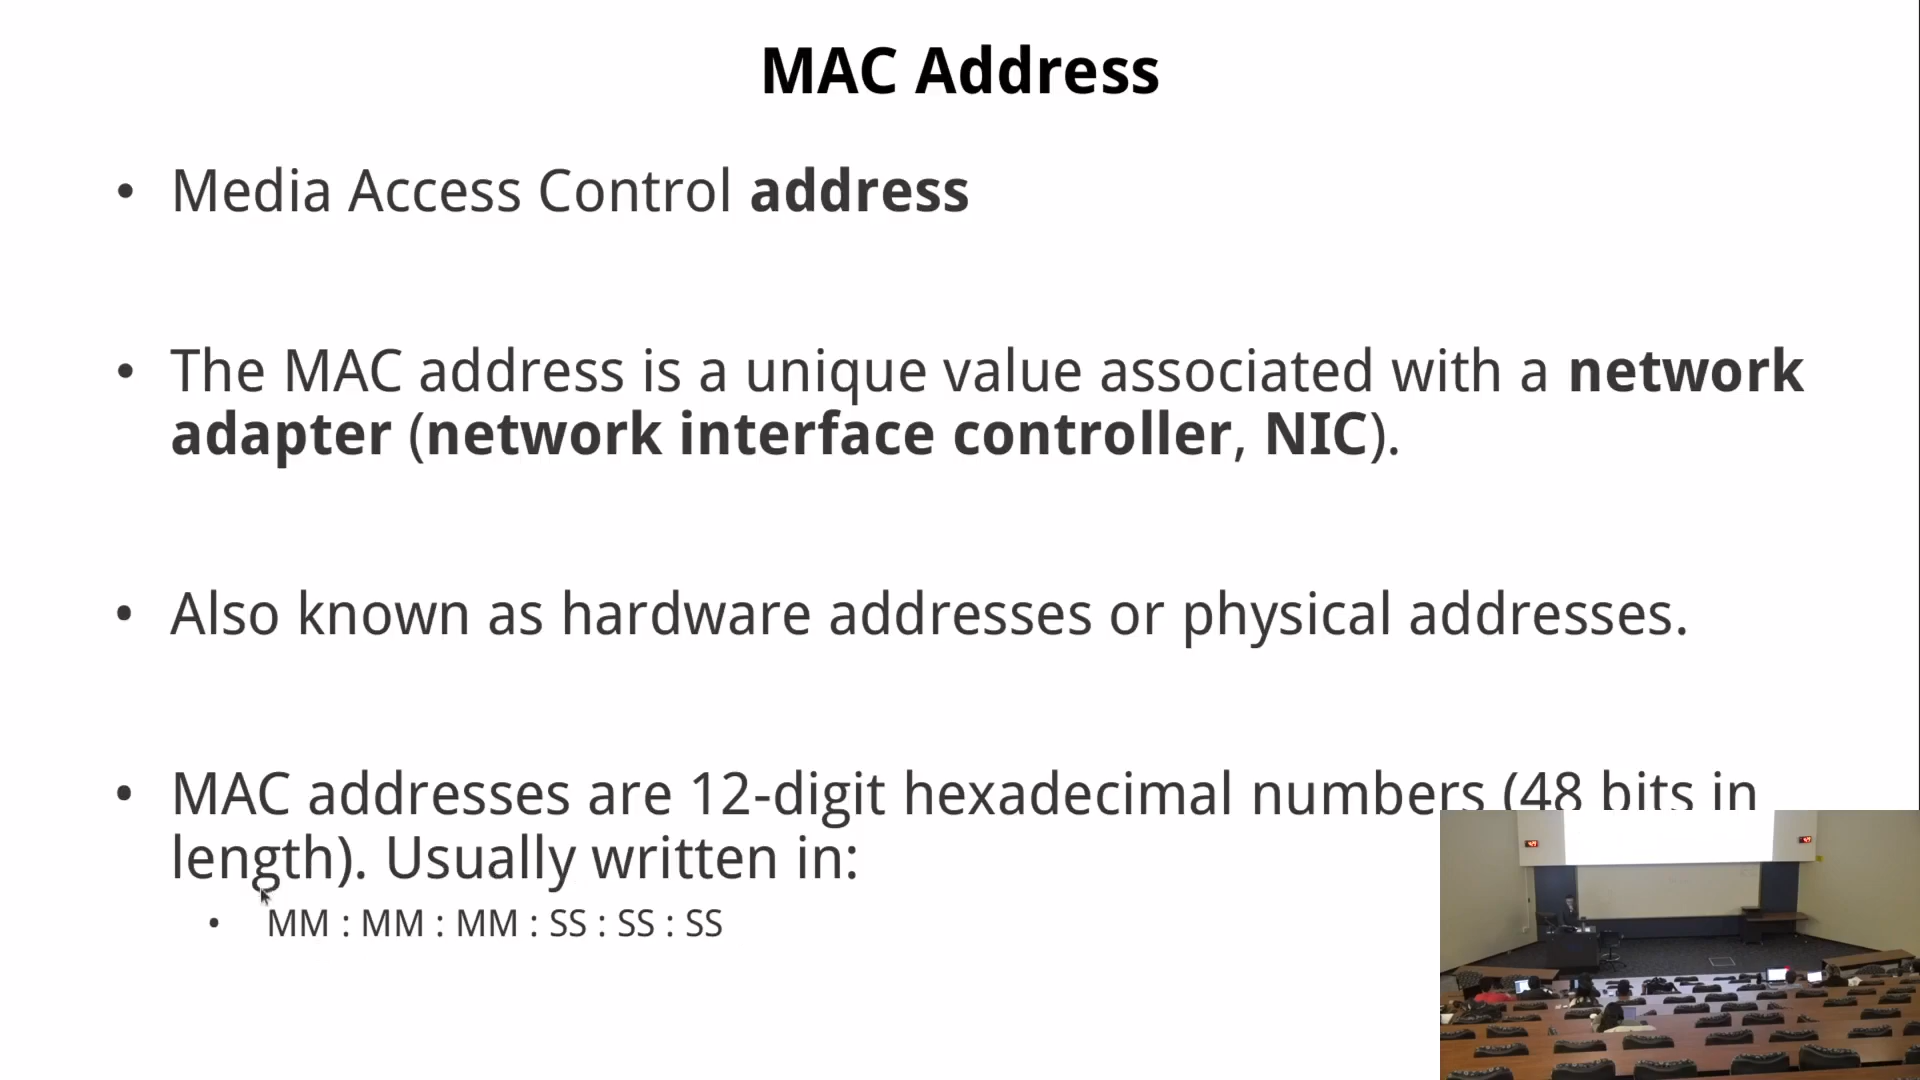 MAC Address
• Media Access Control address
• The MAC address is a unique value associated with a network
adapter (network interface controller, NIC).
• Also known as hardware addresses or physical addresses.
• MAC addresses are 12-digit hexadecimal numbers (48 bits in
length). Usually written in:
• MM : MM : MM : SS : SS : SS